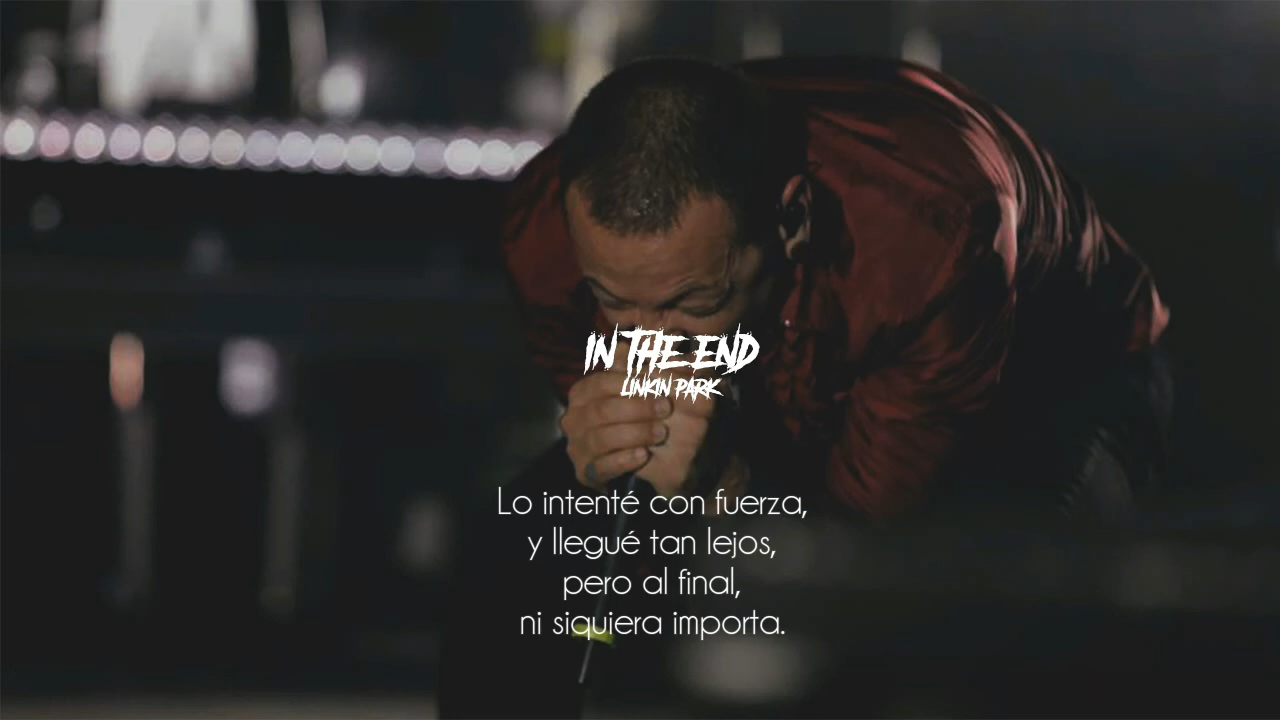 IN THE END
LINKIN PARK
Lo intenté con fuerza,
y llegué tan lejos,
pero al final,
ni siquiera importa.